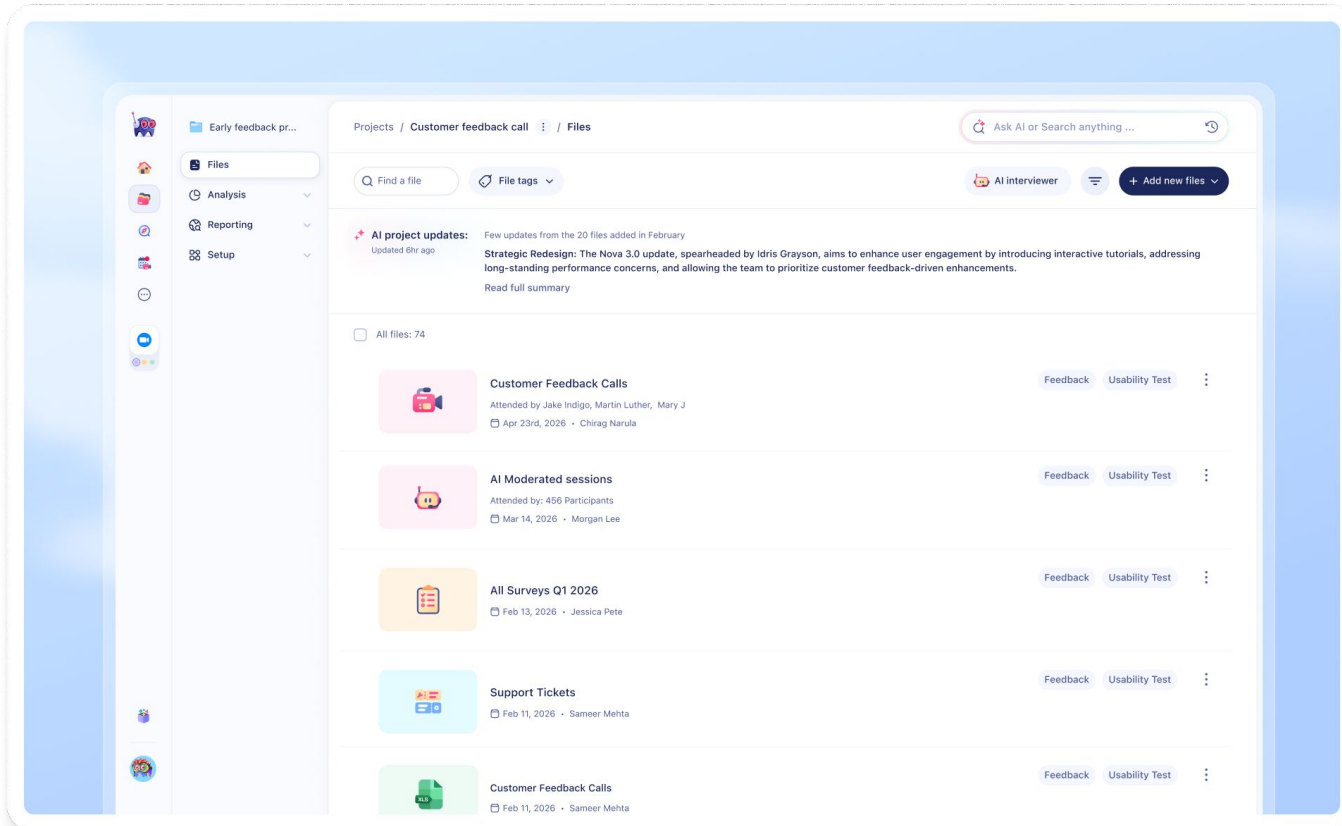 Early feedback pr...
Files
Analysis
Reporting
Setup
Projects / Customer feedback call / Files
Ask AI or Search anything ...
Find a file
File tags
AI interviewer
+ Add new files
AI project updates:
Updated 6hr ago
Few updates from the 20 files added in February
Strategic Redesign: The Nova 3.0 update, spearheaded by Idris Grayson, aims to enhance user engagement by introducing interactive tutorials, addressing
long-standing performance concerns, and allowing the team to prioritize customer feedback-driven enhancements.
Read full summary
All files: 74
Customer Feedback Calls
Attended by Jake Indigo, Martin Luther, Mary J
Apr 23rd, 2026 • Chirag Narula
Feedback
Usability Test
AI Moderated sessions
Attended by: 456 Participants
Mar 14, 2026 • Morgan Lee
Feedback
Usability Test
All Surveys Q1 2026
Feb 13, 2026 • Jessica Pete
Feedback
Usability Test
Support Tickets
Feb 11, 2026 • Sameer Mehta
Feedback
Usability Test
XLS
Customer Feedback Calls
Feb 11, 2026 • Sameer Mehta
Feedback
Usability Test